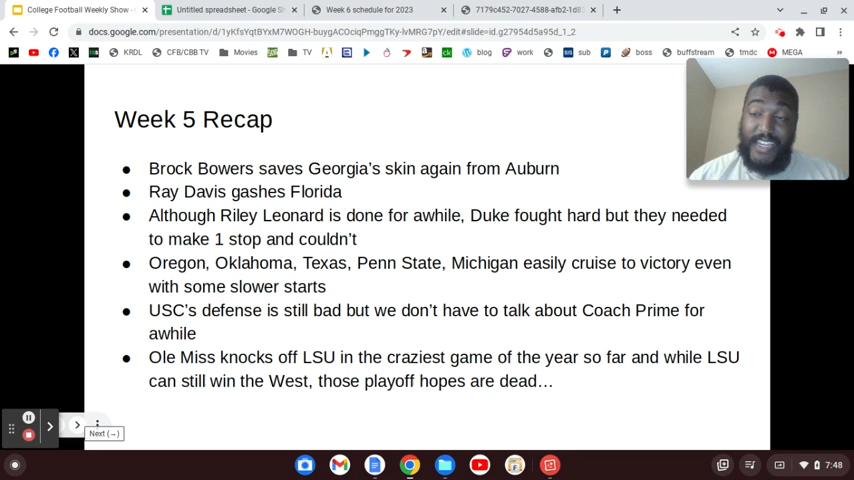 College Football Weekly Show -
Untitled spreadsheet - Google Sh
Week 6 schedule for 2023
7179c452-7027-4588-afb2-1d8
docs.google.com/presentation/d/1yKfsYqtBYxM7WOGH-buygACOciqPmggTKy-lvMRG7pY/edit#slide=id.g27954d5a95d_1_2
KRDL
CFB/CBB TV
Movies
TV
ck
blog
work
sub
boss
buffstream
tmdc
MEGA
Week 5 Recap
● Brock Bowers saves Georgia's skin again from Auburn
● Ray Davis gashes Florida
● Although Riley Leonard is done for awhile, Duke fought hard but they needed
to make 1 stop and couldn't
● Oregon, Oklahoma, Texas, Penn State, Michigan easily cruise to victory even
with some slower starts
● USC's defense is still bad but we don't have to talk about Coach Prime for
awhile
● Ole Miss knocks off LSU in the craziest game of the year so far and while LSU
can still win the West, those playoff hopes are dead…
Next (→)
7:48